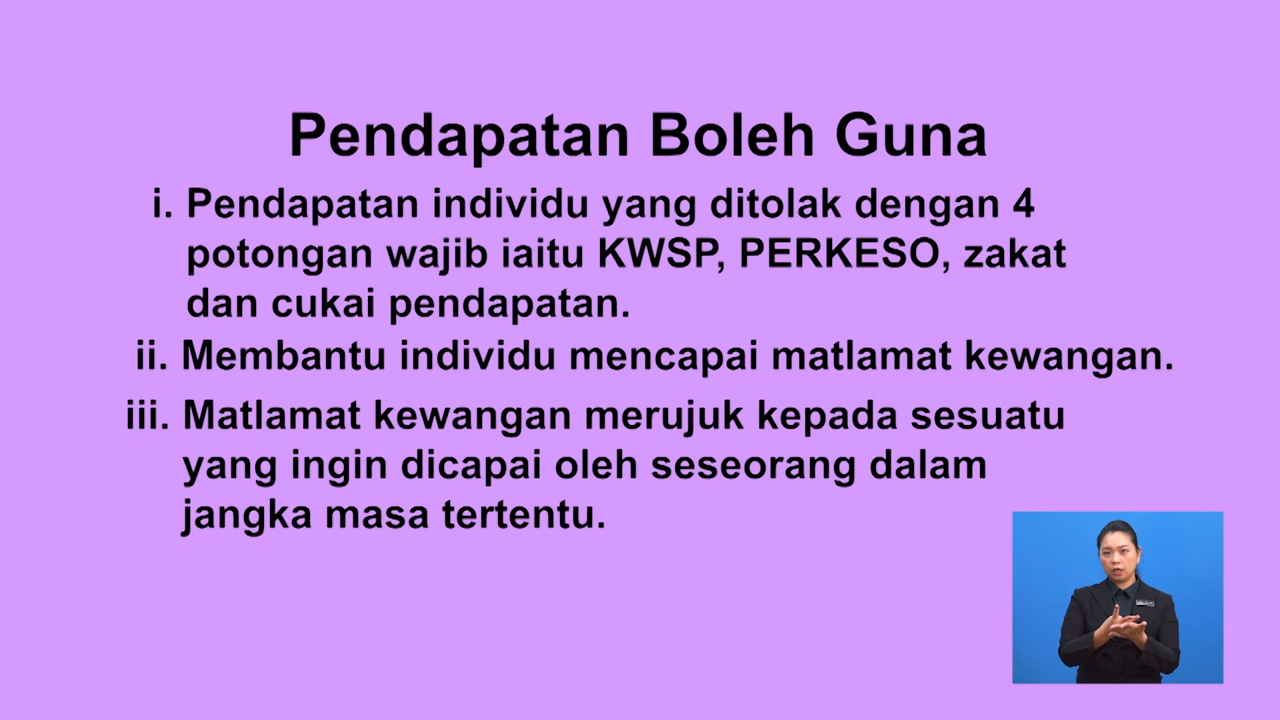 Pendapatan Boleh Guna
i. Pendapatan individu yang ditolak dengan 4
potongan wajib iaitu KWSP, PERKESO, zakat
dan cukai pendapatan.
ii. Membantu individu mencapai matlamat kewangan.
iii. Matlamat kewangan merujuk kepada sesuatu
yang ingin dicapai oleh seseorang dalam
jangka masa tertentu.